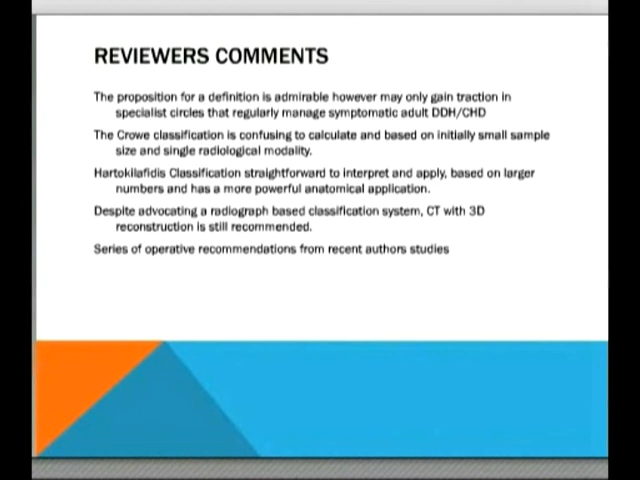 REVIEWERS COMMENTS
The proposition for a definition is admirable however may only gain traction in
specialist circles that regularly manage symptomatic adult DDH/CHD
The Crowe classification is confusing to calculate and based on initially small sample
size and single radiological modality.
Hartokilafidis Classification straightforward to interpret and apply, based on larger
numbers and has a more powerful anatomical application.
Despite advocating a radiograph based classification system, CT with 3D
reconstruction is still recommended.
Series of operative recommendations from recent authors studies